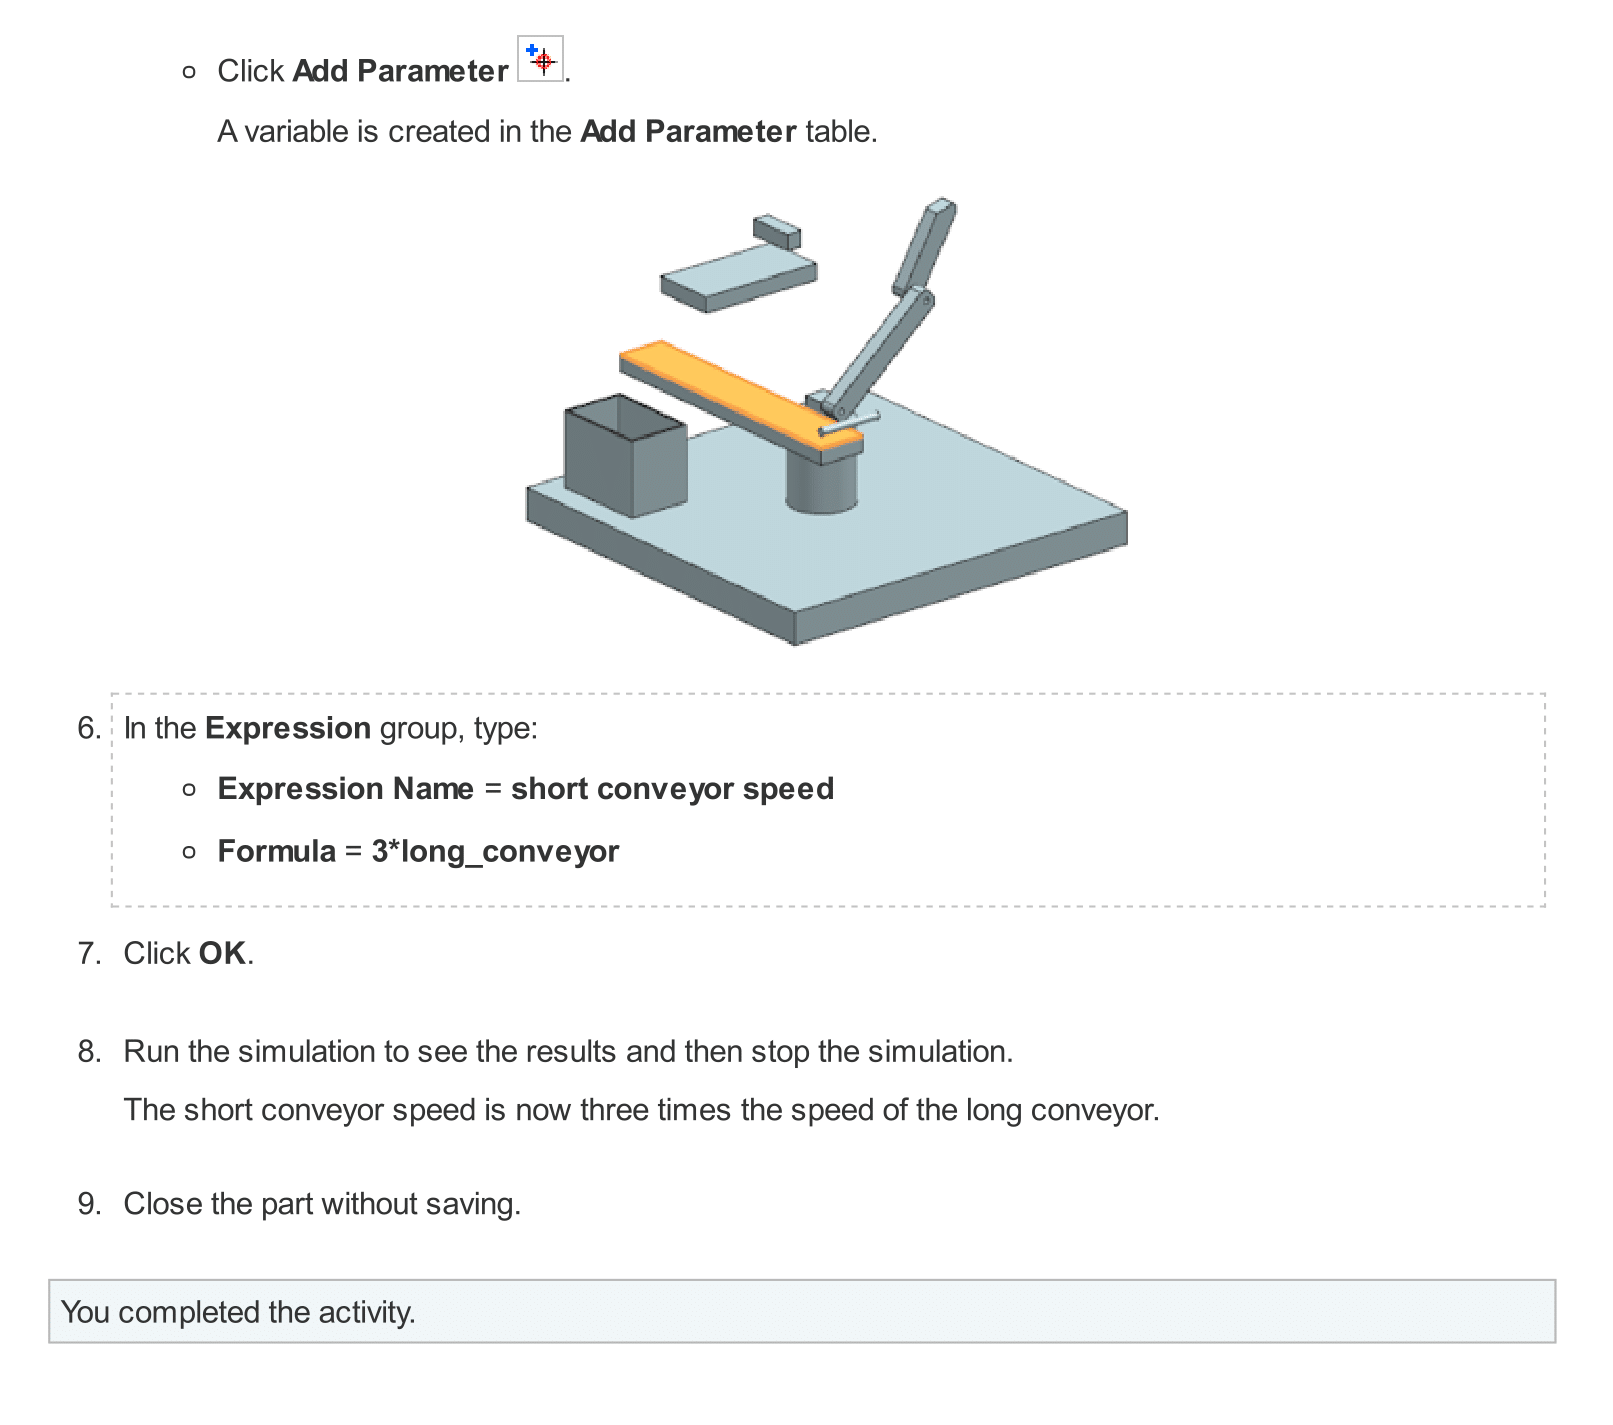 Click Add Parameter .
A variable is created in the Add Parameter table.
6. In the Expression group, type:
Expression Name = short conveyor speed
Formula = 3*long_conveyor
7. Click OK.
8. Run the simulation to see the results and then stop the simulation.
The short conveyor speed is now three times the speed of the long conveyor.
9. Close the part without saving.
You completed the activity.